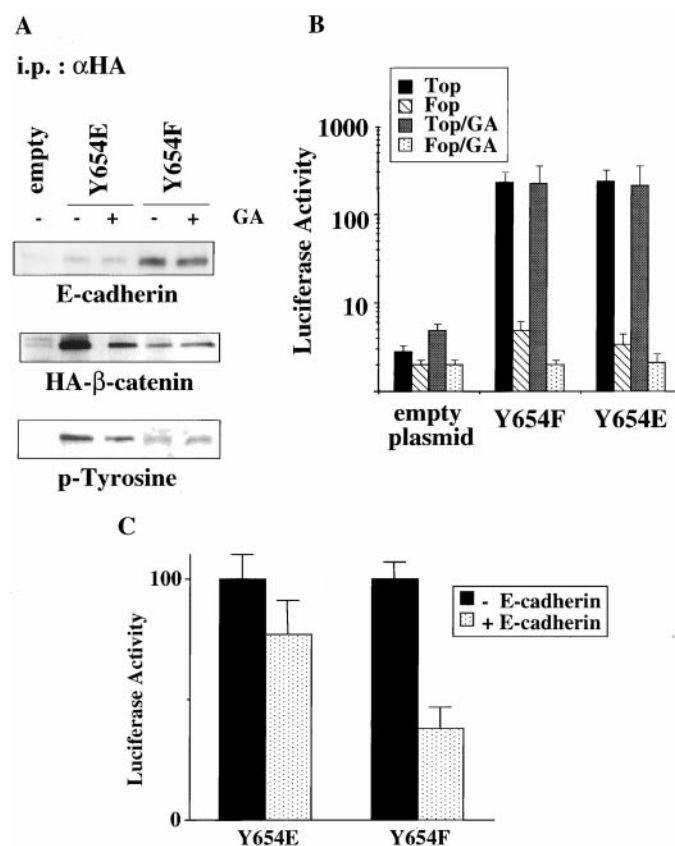 A
i.p. : αHA
empty
Y654E
Y654F
- - + - + GA
E-cadherin
HA-β-catenin
p-Tyrosine
B
Top
Fop
Top/GA
Fop/GA
Luciferase Activity
1000
100
10
empty plasmid
Y654F
Y654E
C
Luciferase Activity
100
0
- E-cadherin
+ E-cadherin
Y654E
Y654F